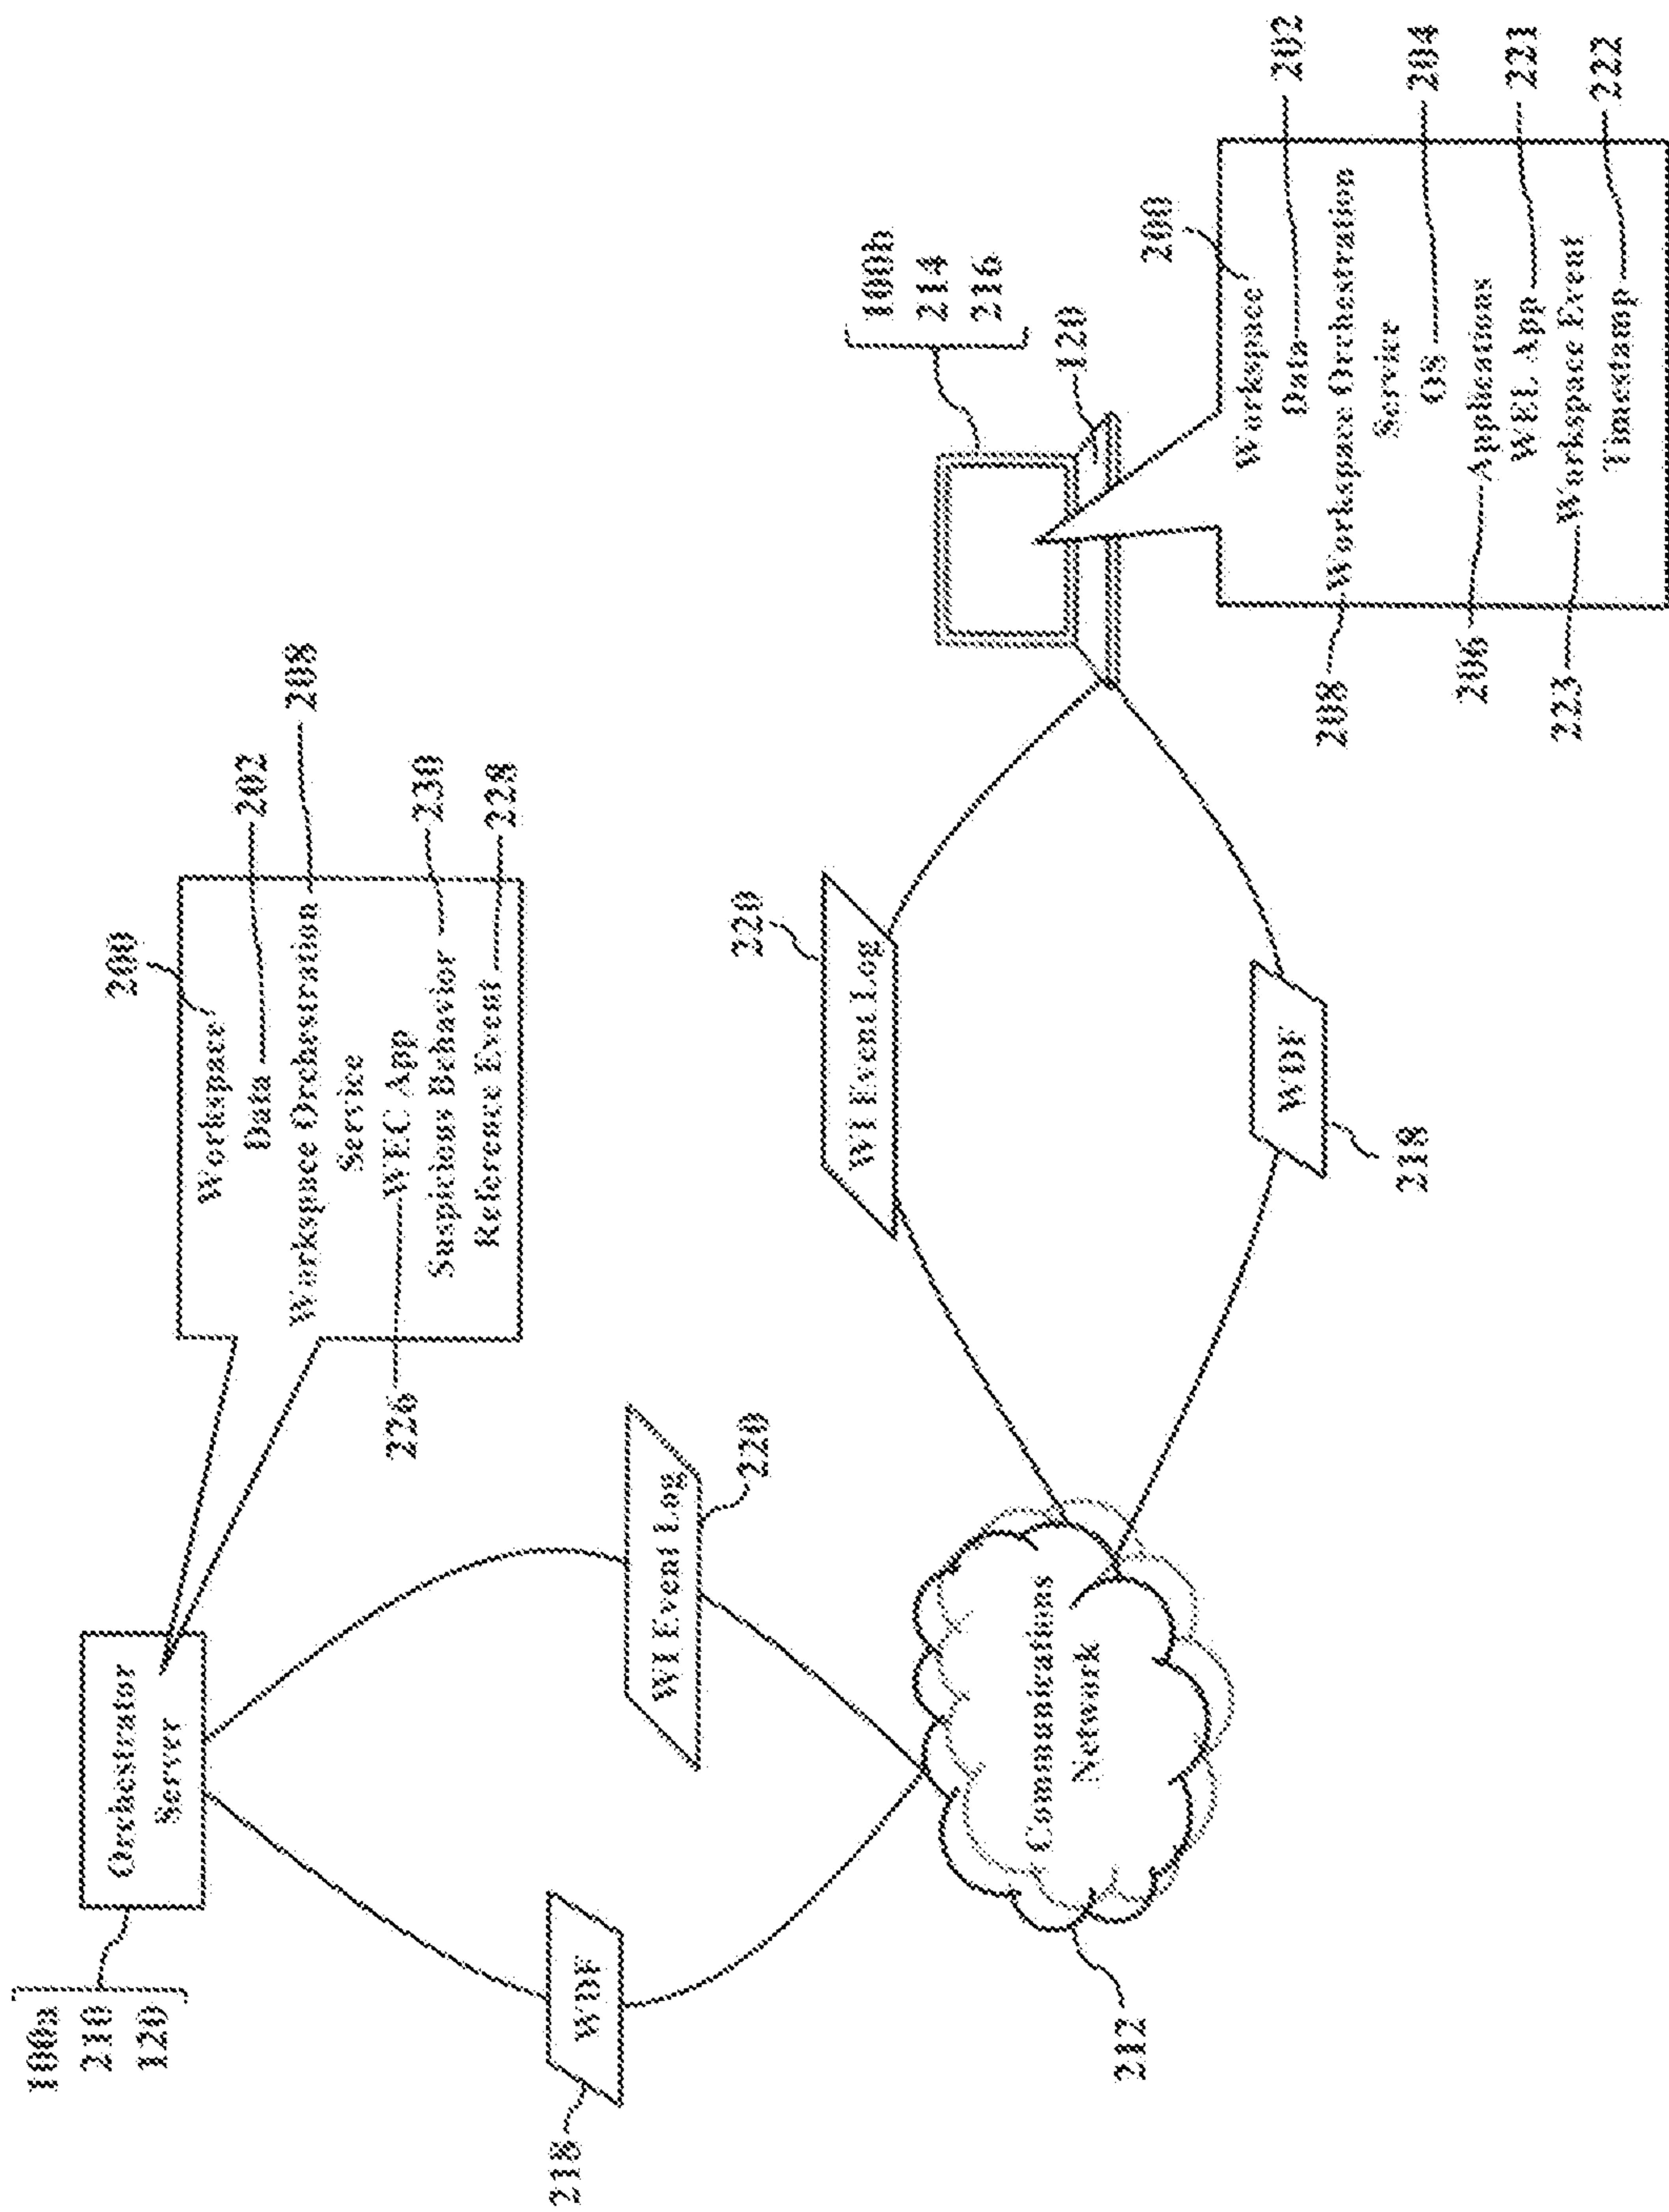 100a
210
120
Orchestrator
Server
200
Workspace
Data 202
Workspace Orchestration 208
Service
226 WEC App
Suspicious Behavior 230
Reference Event 228
218
WDF
WI Event Log
220
220
WI Event Log
100b
214
216
120
Communications
Network
212
WDF
218
200
Workspace
Data 202
208 Workspace Orchestration
Service
OS 204
206 Applications
WEL App 221
223 Workspace Event
Timestamp 222